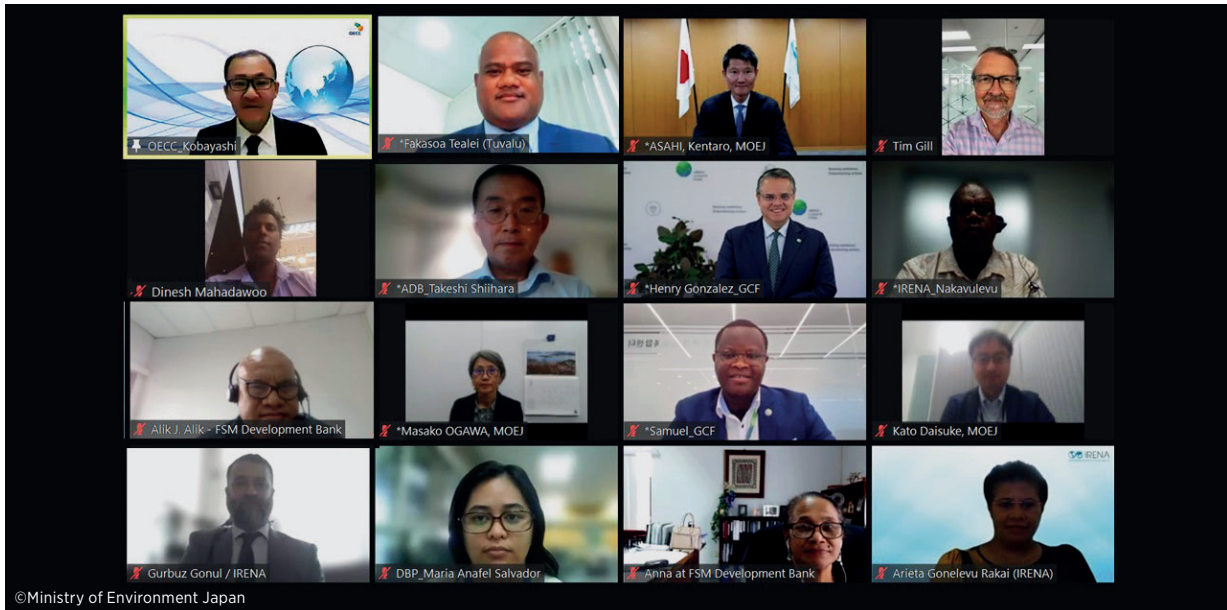 OECC
OECC_Kobayashi
*Fakasoa Tealei (Tuvalu)
*ASAHI, Kentaro, MOEJ
Tim Gill
Dinesh Mahadawoo
*ADB_Takeshi Shiihara
*Henry Gonzalez_GCF
*IRENA_Nakavulevu
Alik J. Alik - FSM Development Bank
*Masako OGAWA, MOEJ
*Samuel_GCF
Kato Daisuke, MOEJ
IRENA
Gurbuz Gonul / IRENA
DBP_Maria Anafel Salvador
Anna at FSM Development Bank
Arieta Gonelevu Rakai (IRENA)
©Ministry of Environment Japan